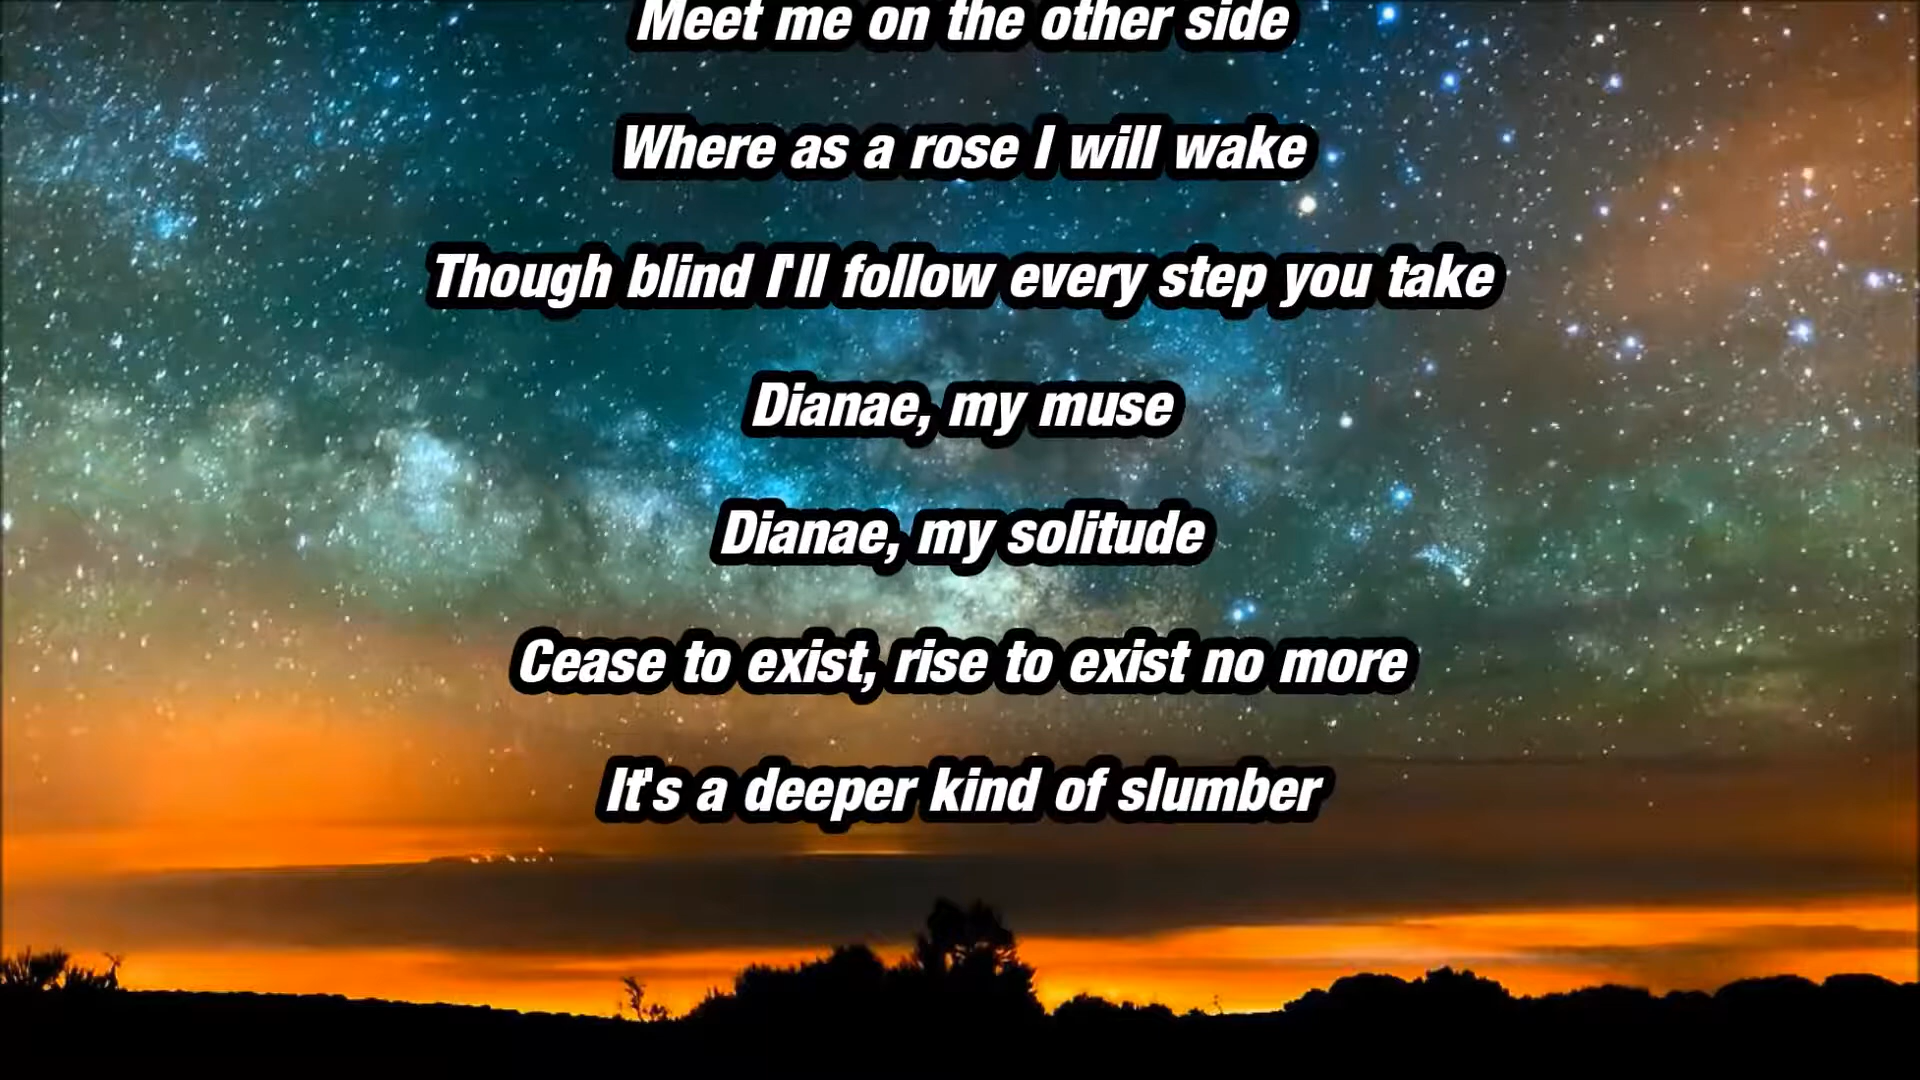 Meet me on the other side
Where as a rose I will wake
Though blind I'll follow every step you take
Dianae, my muse
Dianae, my solitude
Cease to exist, rise to exist no more
It's a deeper kind of slumber